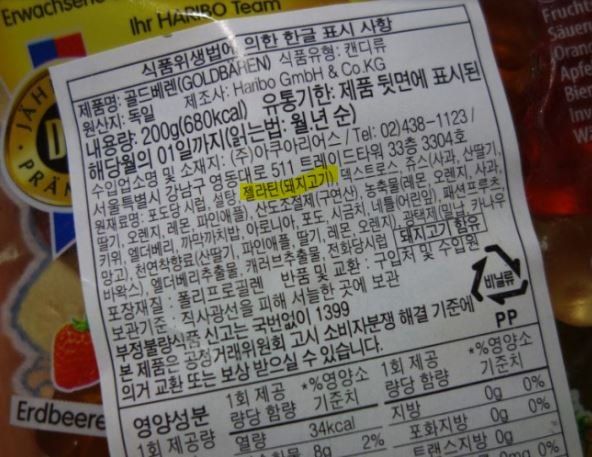 Erwachsene
Ihr HARIBO Team
Frucht
Säuer
Oran
Apfe
Bier
Inv
JAH
PRÄN
식품위생법에 의한 한글 표시 사항
제품명: 골드베렌(GOLDBÄREN) 식품유형: 캔디류
원산지: 독일 제조사: Haribo GmbH & Co.KG
내용량: 200g(680kcal) 유통기한: 제품 뒷면에 표시된
해당월의 01일까지(읽는법: 월,년 순)
수입업소명 및 소재지: (주)아쿠아리어스/Tel: 02)438-1123/
서울특별시 강남구 영동대로 511 트레이드타워 33층 3304호
원재료명: 포도당 시럽, 설탕, 젤라틴(돼지고기), 덱스트로스, 주스(사과, 산딸기,
딸기, 오렌지, 레몬, 파인애플), 산도조절제(구연산), 농축물(레몬, 오렌지, 사과,
키위, 엘더베리, 까막까치밥, 아로니아, 포도, 시금치, 네틀(어린잎), 패션프루츠,
망고), 천연착향료(산딸기, 파인애플, 딸기, 레몬, 오렌지), 광택제(밀납, 카나우
바왁스), 엘더베리추출물, 캐러브추출물, 전화당시럽 돼지고기 함유
포장재질 : 폴리프로필렌 반품 및 교환 : 구입처 및 수입원
보관기준 : 직사광선을 피해 서늘한 곳에 보관
부정불량식품 신고는 국번없이 1399
본 제품은 공정거래위원회 고시 소비자분쟁 해결 기준에
의거 교환 또는 보상 받으실 수 있습니다.
비닐류
PP
영양성분 1회 제공량당 함량 *%영양소 기준치 1회 제공량당 함량 *%영양소 기준치
1회 제공량
열량 34kcal 지방 0g 0%
8g 2% 포화지방 0g 0%
트랜스지방 0g
0mg 0%
Erdbeere